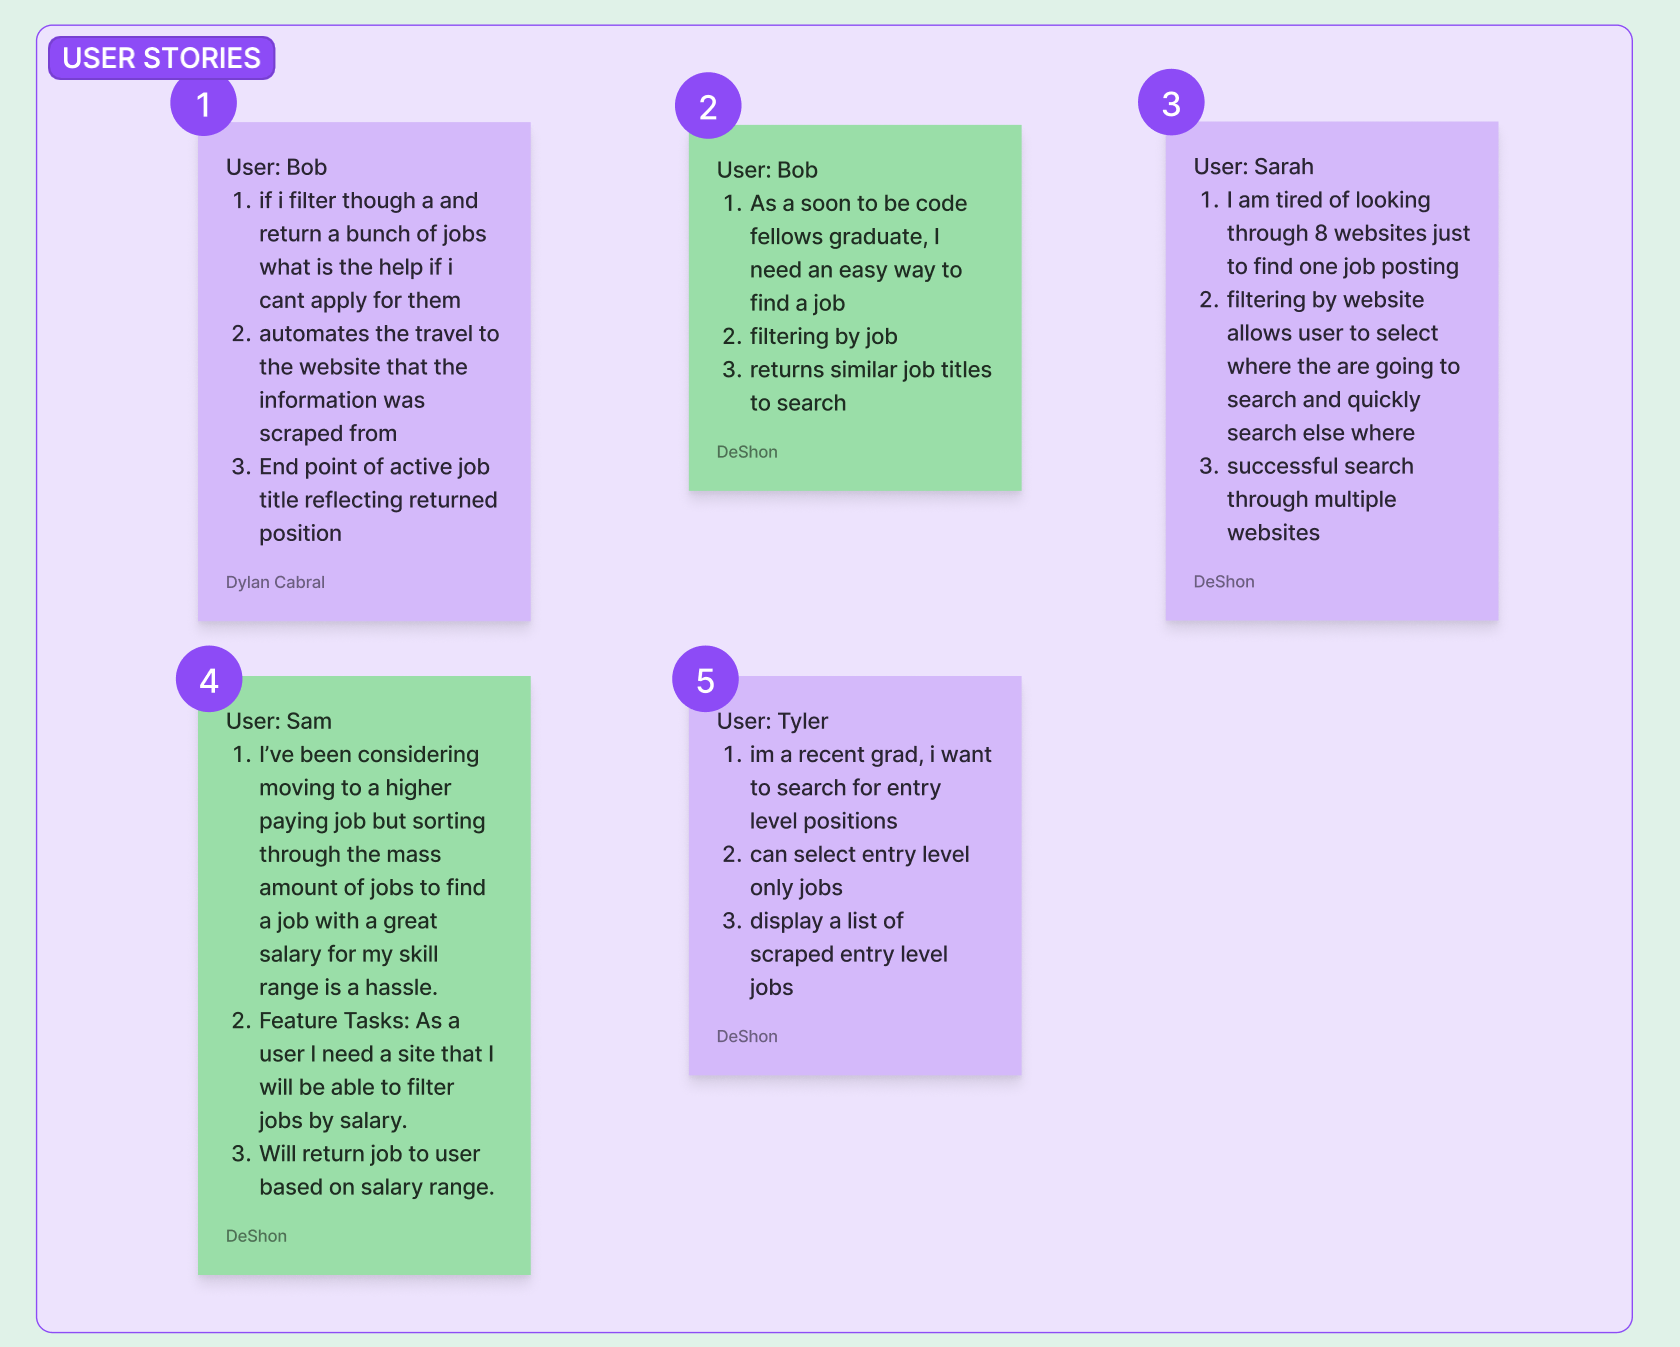 USER STORIES
1
User: Bob
1. if i filter though a and
return a bunch of jobs
what is the help if i
cant apply for them
2. automates the travel to
the website that the
information was
scraped from
3. End point of active job
title reflecting returned
position
Dylan Cabral
2
User: Bob
1. As a soon to be code
fellows graduate, I
need an easy way to
find a job
2. filtering by job
3. returns similar job titles
to search
DeShon
3
User: Sarah
1. I am tired of looking
through 8 websites just
to find one job posting
2. filtering by website
allows user to select
where the are going to
search and quickly
search else where
3. successful search
through multiple
websites
DeShon
4
User: Sam
1. I’ve been considering
moving to a higher
paying job but sorting
through the mass
amount of jobs to find
a job with a great
salary for my skill
range is a hassle.
2. Feature Tasks: As a
user I need a site that I
will be able to filter
jobs by salary.
3. Will return job to user
based on salary range.
DeShon
5
User: Tyler
1. im a recent grad, i want
to search for entry
level positions
2. can select entry level
only jobs
3. display a list of
scraped entry level
jobs
DeShon